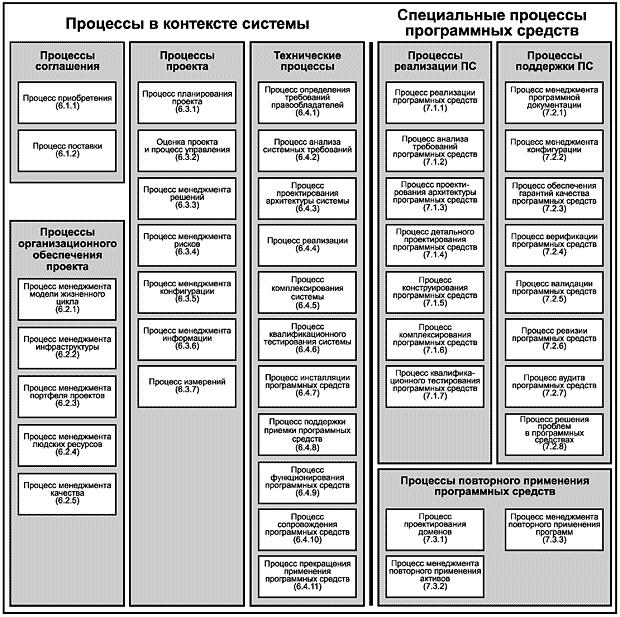 Процессы в контексте системы
Специальные процессы
программных средств
Процессы
соглашения
Процесс приобретения
(6.1.1)
Процесс поставки
(6.1.2)
Процессы
организационного
обеспечения
проекта
Процесс менеджмента
модели жизненного
цикла
(6.2.1)
Процесс менеджмента
инфраструктуры
(6.2.2)
Процесс менеджмента
портфеля проектов
(6.2.3)
Процесс менеджмента
людских ресурсов
(6.2.4)
Процесс менеджмента
качества
(6.2.5)
Процессы
проекта
Процесс планирования
проекта
(6.3.1)
Оценка проекта
и процесс управления
(6.3.2)
Процесс менеджмента
решений
(6.3.3)
Процесс менеджмента
рисков
(6.3.4)
Процесс менеджмента
конфигурации
(6.3.5)
Процесс менеджмента
информации
(6.3.6)
Процесс измерений
(6.3.7)
Технические
процессы
Процесс определения
требований
правообладателей
(6.4.1)
Процесс анализа
системных требований
(6.4.2)
Процесс
проектирования
архитектуры системы
(6.4.3)
Процесс реализации
(6.4.4)
Процесс
комплексирования
системы
(6.4.5)
Процесс
квалификационного
тестирования системы
(6.4.6)
Процесс инсталляции
программных средств
(6.4.7)
Процесс поддержки
приемки программных
средств
(6.4.8)
Процесс
функционирования
программных средств
(6.4.9)
Процесс
сопровождения
программных средств
(6.4.10)
Процесс прекращения
применения
программных средств
(6.4.11)
Процессы
реализации ПС
Процесс реализации
программных средств
(7.1.1)
Процесс анализа
требований
программных средств
(7.1.2)
Процесс проекти-
рования архитектуры
программных средств
(7.1.3)
Процесс детального
проектирования
программных средств
(7.1.4)
Процесс
конструирования
программных средств
(7.1.5)
Процесс
комплексирования
программных средств
(7.1.6)
Процесс квалифика-
ционного тестирования
программных средств
(7.1.7)
Процессы
поддержки ПС
Процесс менеджмента
программной
документации
(7.2.1)
Процесс менеджмента
конфигурации
(7.2.2)
Процесс обеспечения
гарантий качества
программных средств
(7.2.3)
Процесс верификации
программных средств
(7.2.4)
Процесс валидации
программных средств
(7.2.5)
Процесс ревизии
программных средств
(7.2.6)
Процесс аудита
программных средств
(7.2.7)
Процесс решения
проблем
в программных
средствах
(7.2.8)
Процессы повторного применения
программных средств
Процесс
проектирования
доменов
(7.3.1)
Процесс менеджмента
повторного применения
программ
(7.3.3)
Процесс менеджмента
повторного применения
активов
(7.3.2)